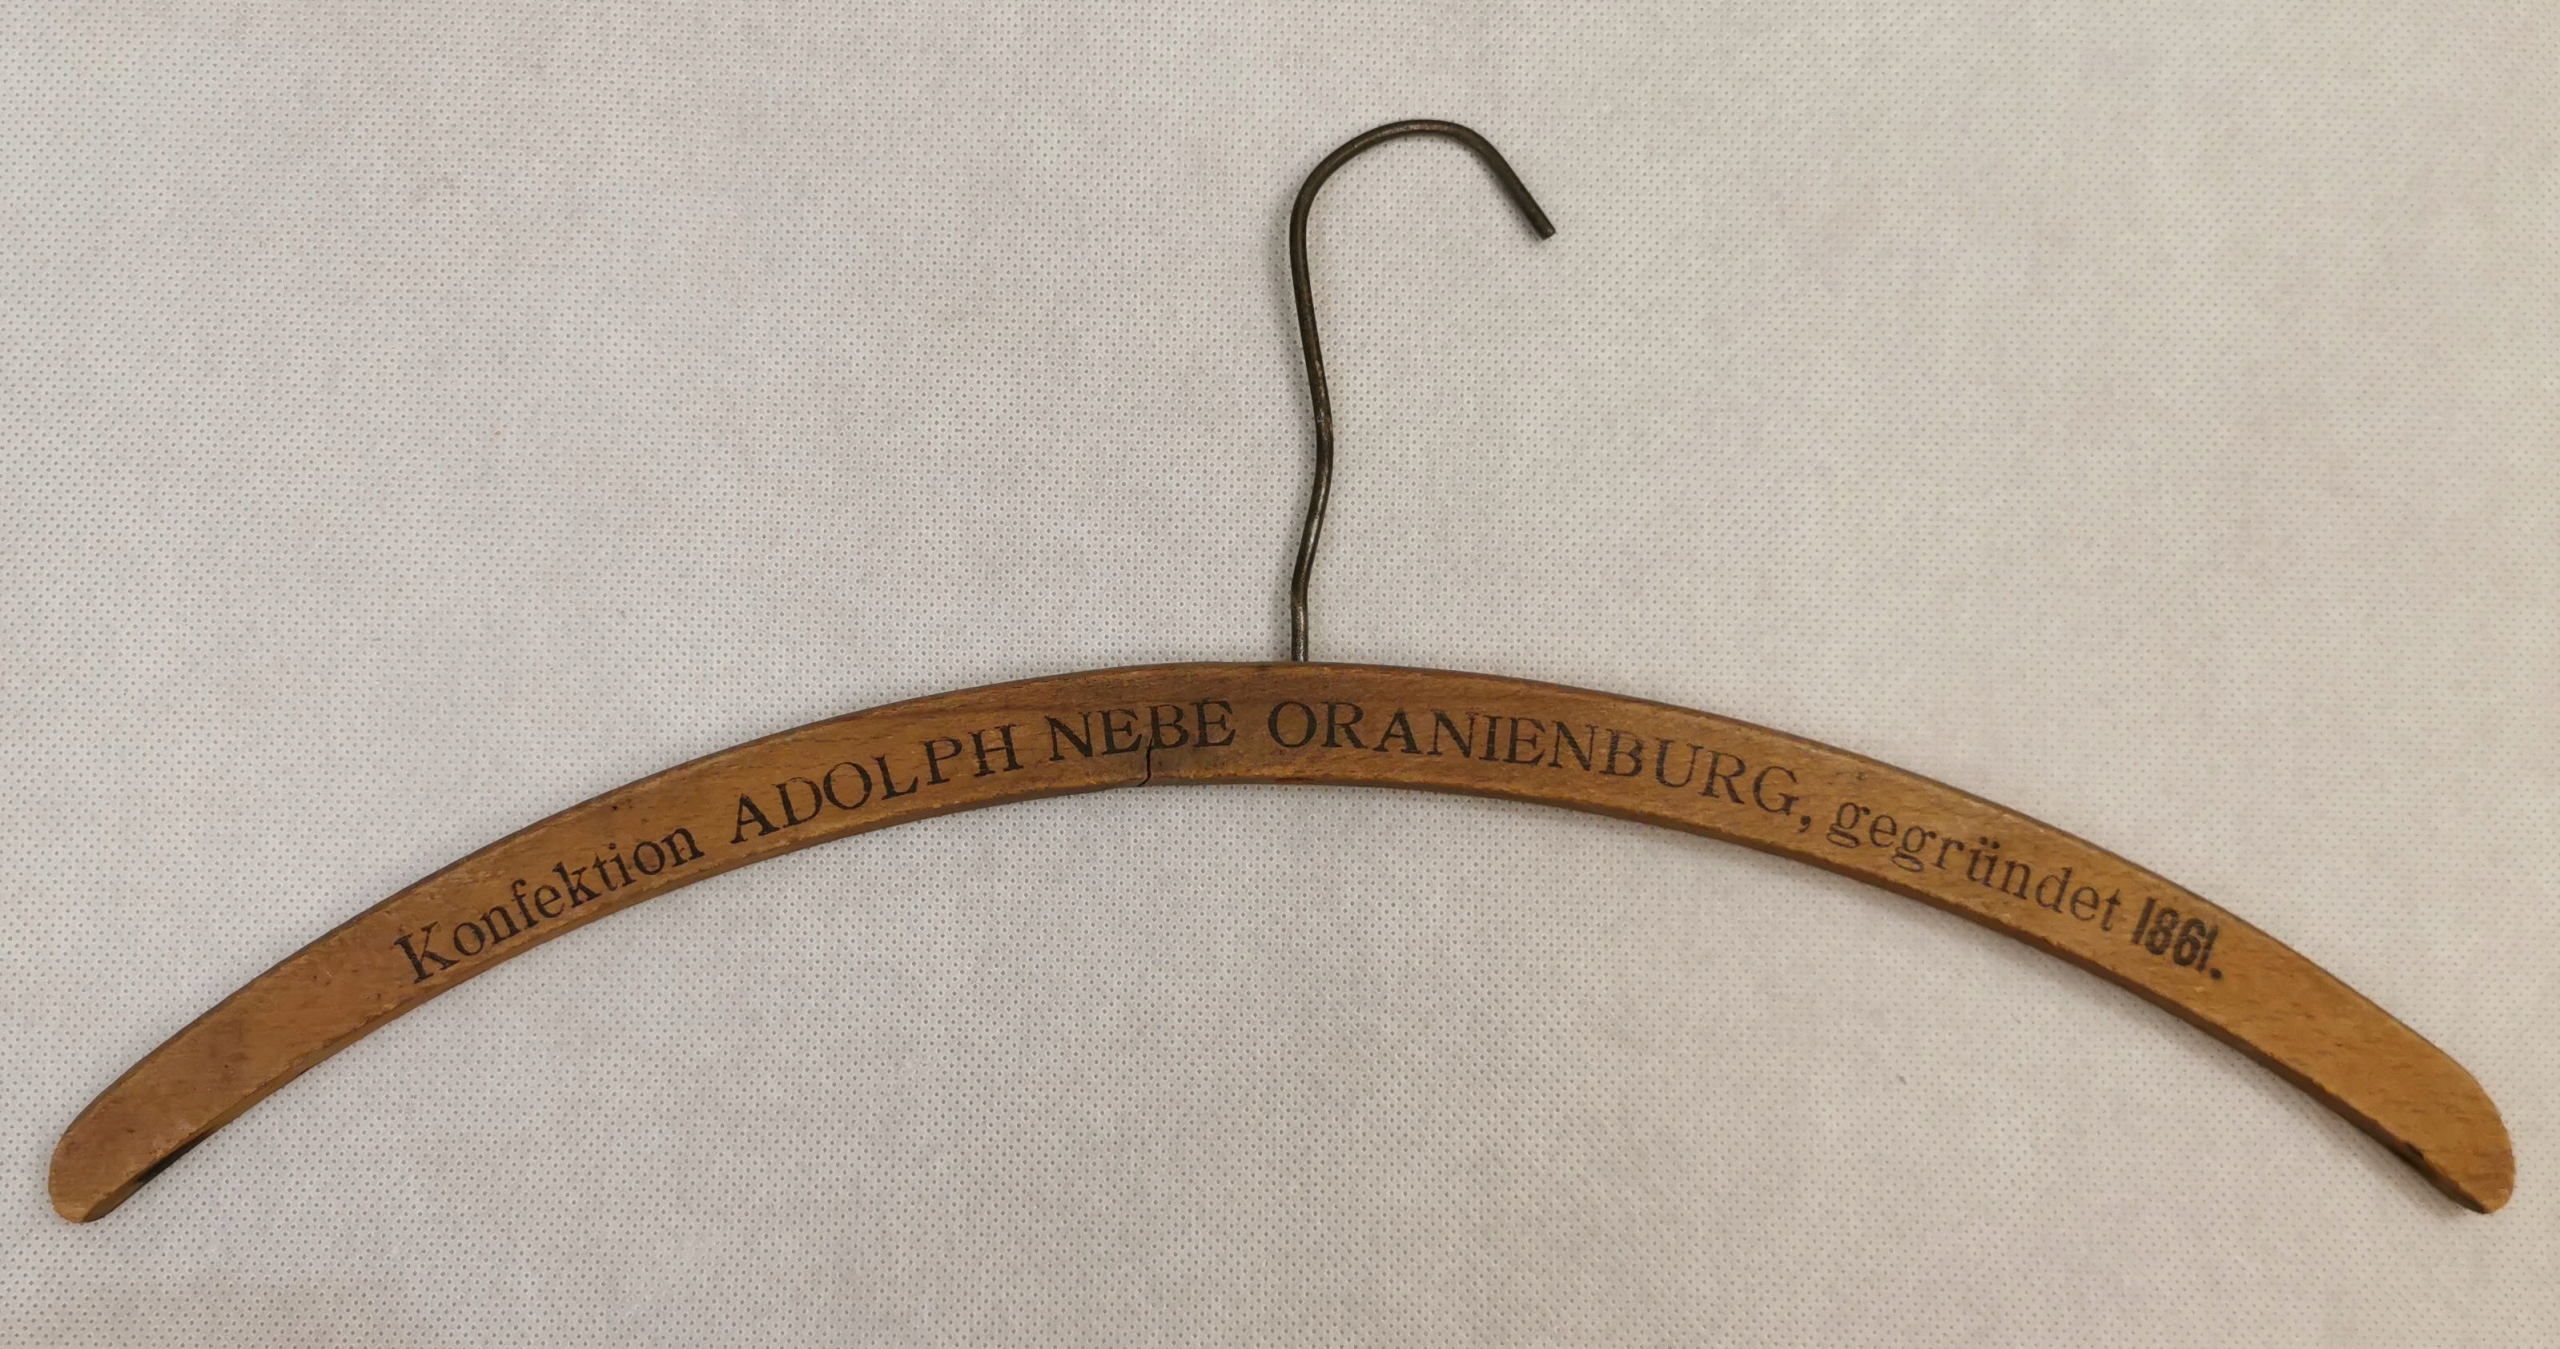 Konfektion ADOLPH NEBE ORANIENBURG, gegründet 1861.